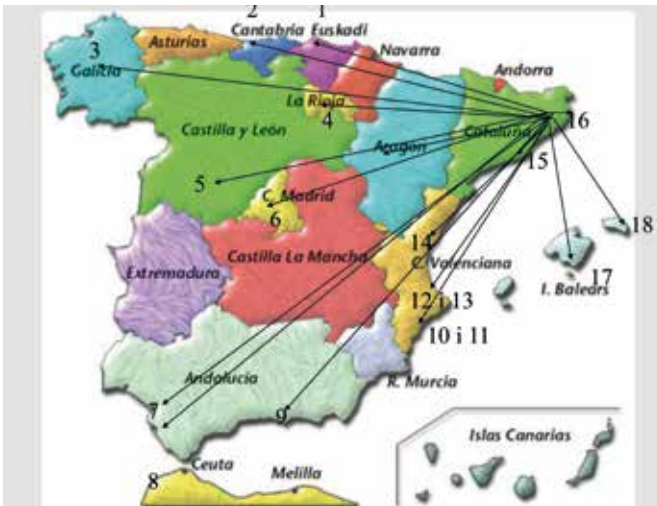 2
1
Cantabria
Euskadi
Asturias
3
Galicia
Navarra
Andorra
La Rioja
4
16
Castilla y León
Aragon
Cataluña
15
5
C. Madrid
6
18
14
Castilla La Mancha
C. Valenciana
Extremadura
17
I. Balears
12 i 13
10 i 11
Andalucia
R. Murcia
7
9
Islas Canarias
Ceuta
Melilla
8